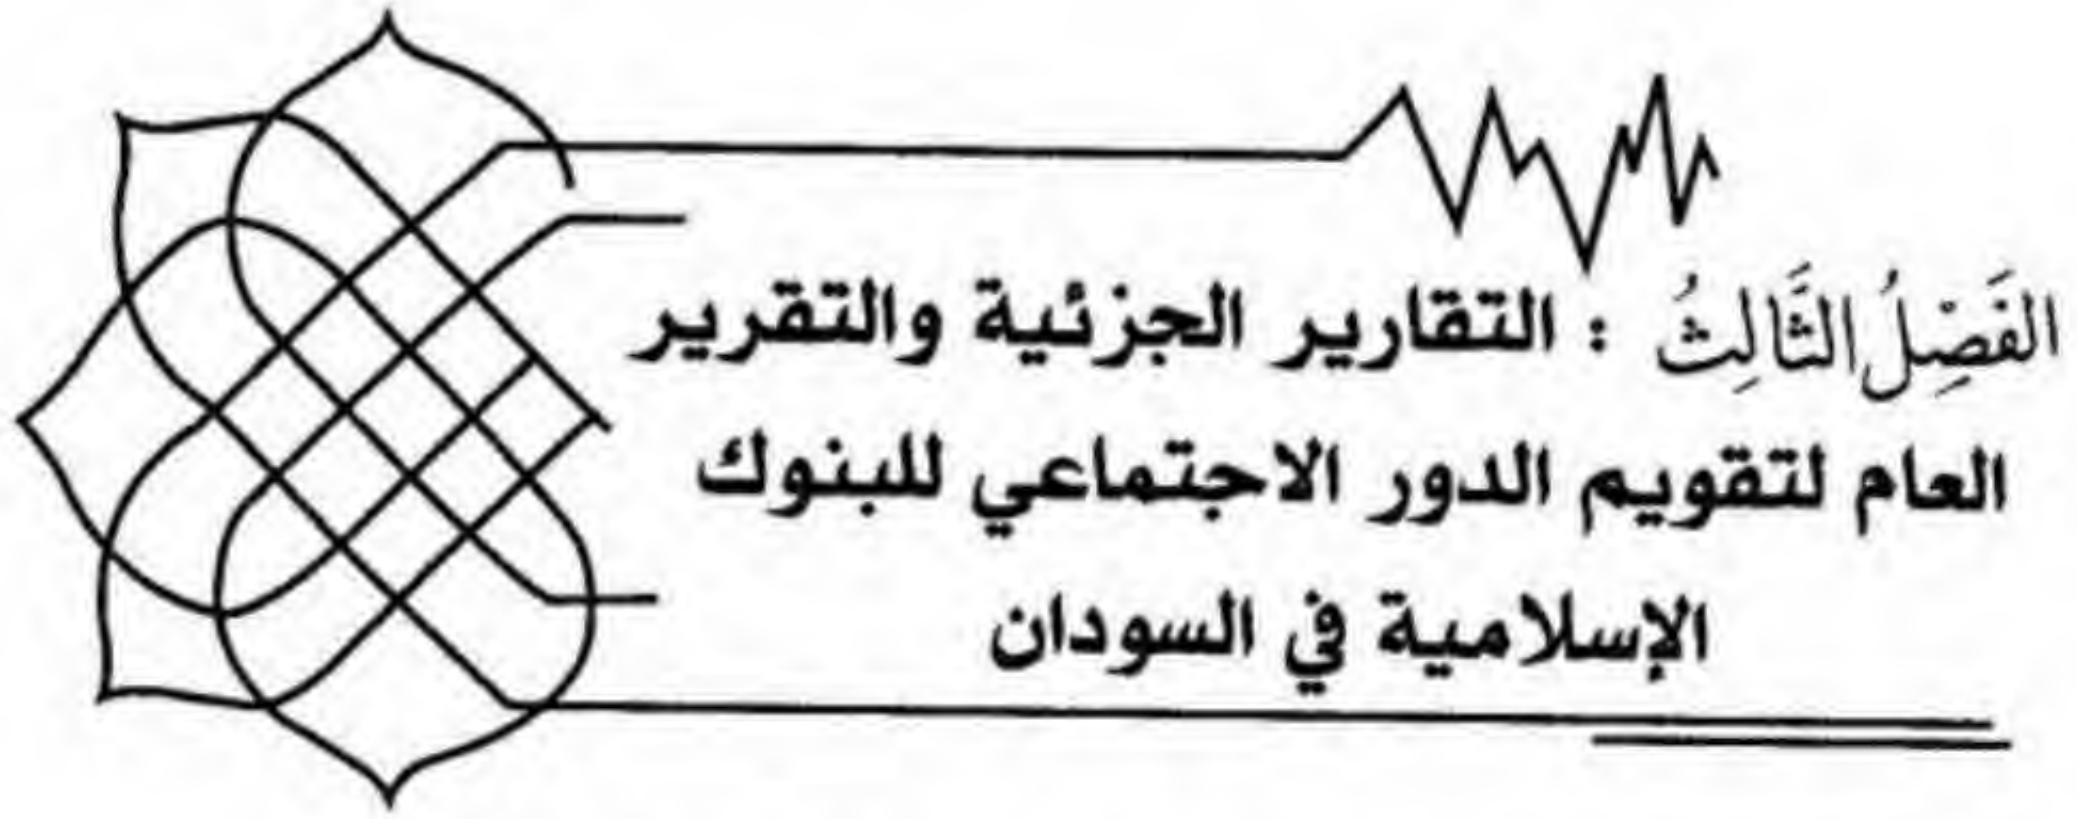 الفَصْلُ الثَّالِثُ : التقارير الجزئية والتقرير
العام لتقويم الدور الاجتماعي للبنوك
الإسلامية في السودان